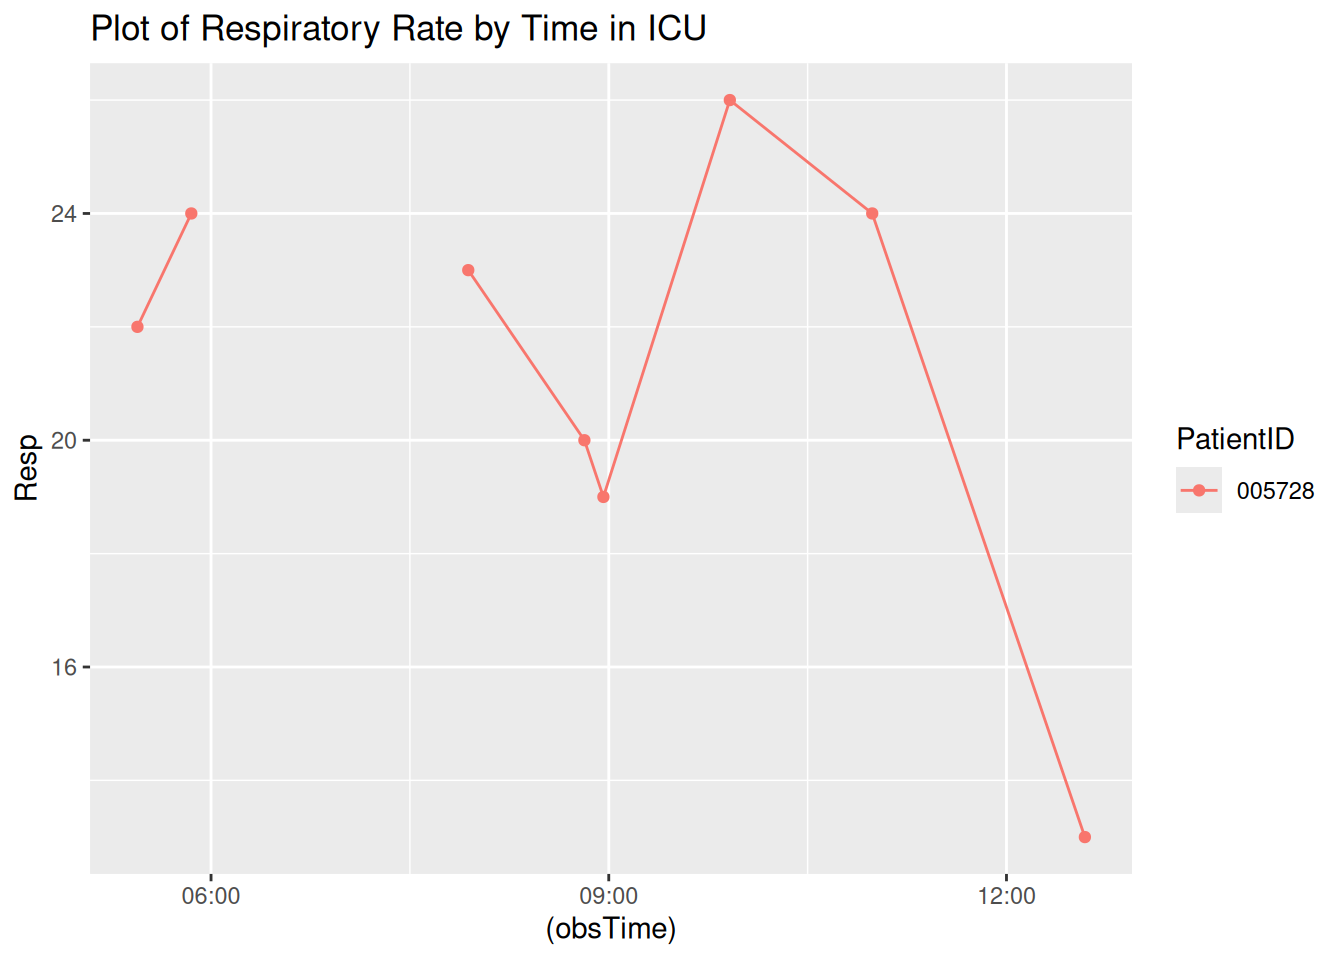 Plot of Respiratory Rate by Time in ICU
24
20
16
Resp
06:00
09:00
12:00
(obsTime)
PatientID
005728